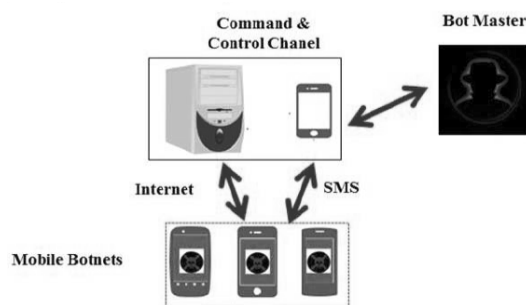 Command &
Control Chanel
Bot Master
Internet
SMS
Mobile Botnets